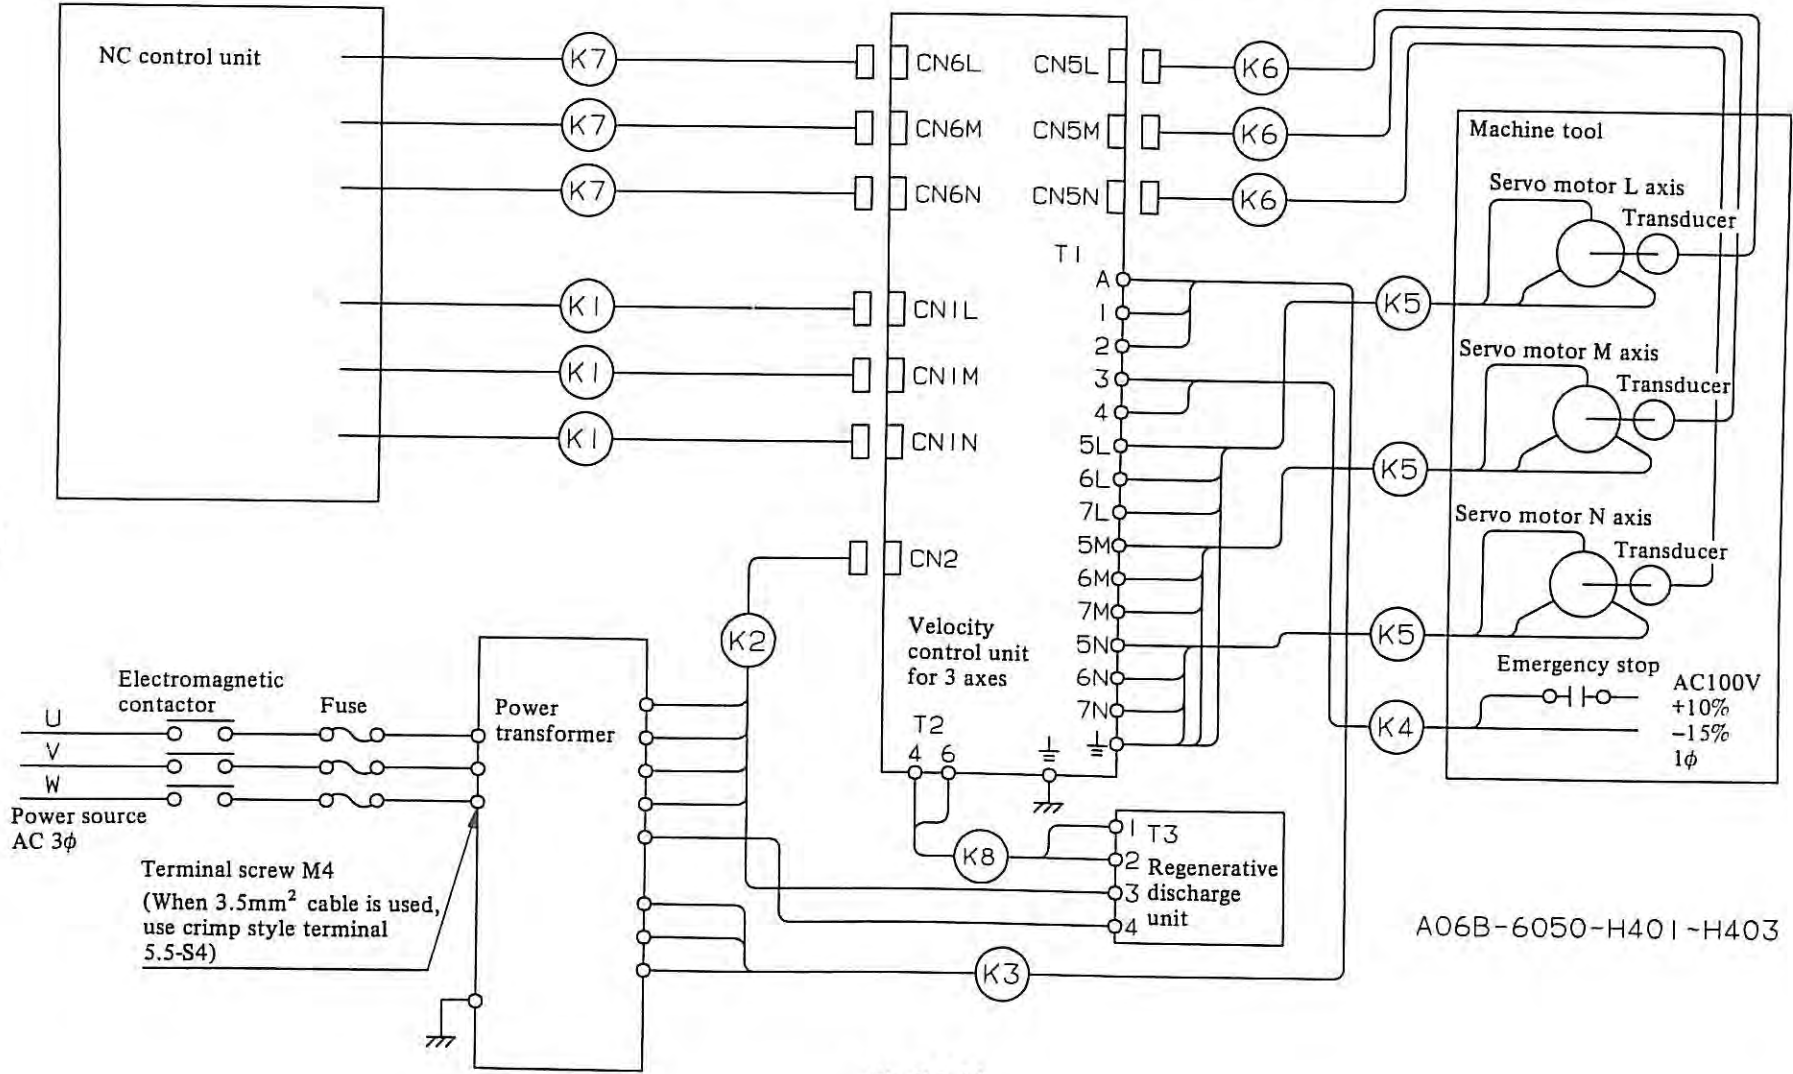 NC control unit
K7
K7
K7
K1
K1
K1
CN6L
CN6M
CN6N
CN1L
CN1M
CN1N
CN2
CN5L
CN5M
CN5N
K6
K6
K6
T1
A
1
2
3
4
5L
6L
7L
5M
6M
7M
5N
6N
7N
Velocity
control unit
for 3 axes
T2
4 6
K5
K5
K5
K4
Machine tool
Servo motor L axis
Transducer
Servo motor M axis
Transducer
Servo motor N axis
Transducer
Emergency stop
AC100V
+10%
−15%
1ϕ
K2
Electromagnetic
contactor
Fuse
Power
transformer
U
V
W
Power source
AC 3ϕ
Terminal screw M4
(When 3.5mm² cable is used,
use crimp style terminal
5.5-S4)
K8
1 T3
2 Regenerative
3 discharge
unit
4
K3
A06B-6050-H401~H403